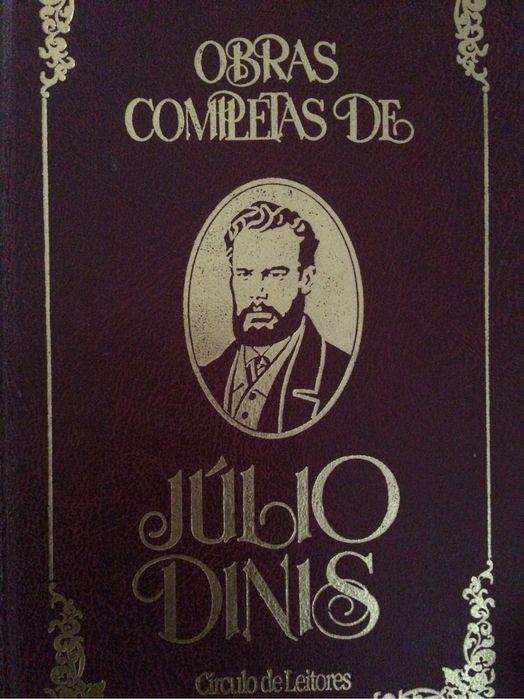 OBRAS
COMPLETAS DE
JÚLIO
DINIS
Círculo de Leitores